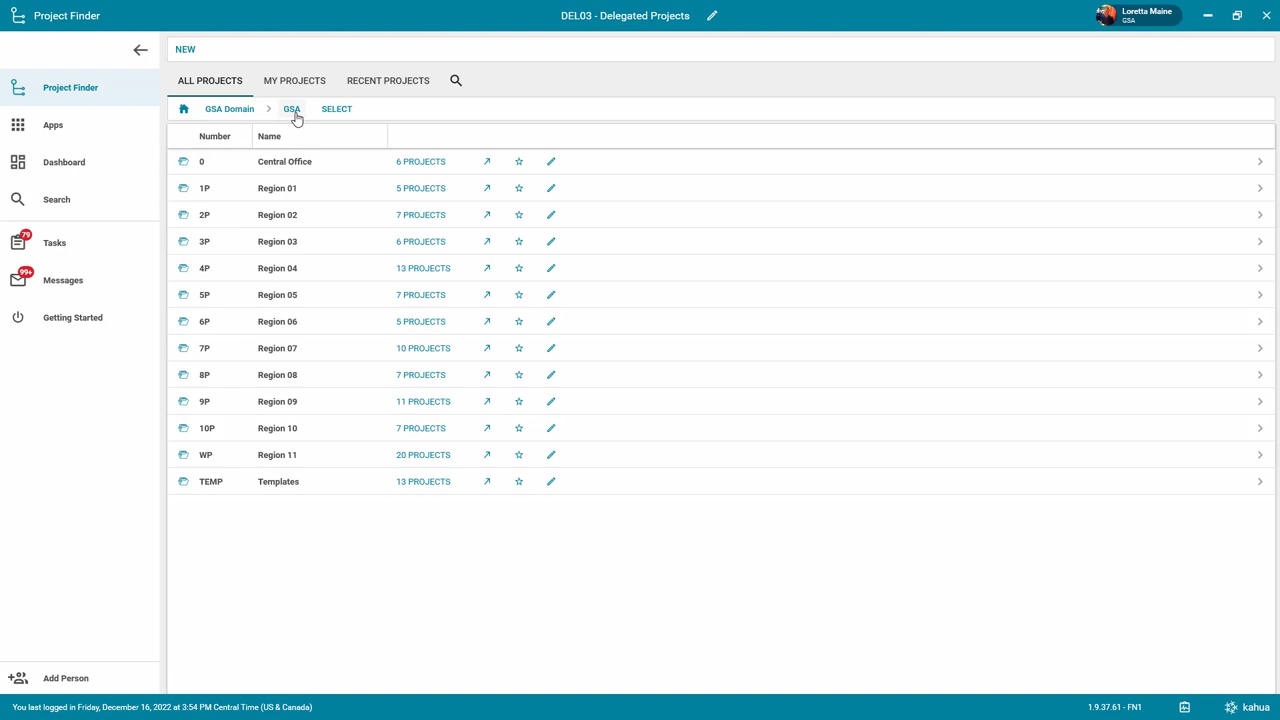 Project Finder
DEL03 - Delegated Projects
Loretta Maine
GSA
NEW
Project Finder
Apps
Dashboard
Search
79
Tasks
99+
Messages
Getting Started
Add Person
ALL PROJECTS MY PROJECTS RECENT PROJECTS
GSA Domain GSA SELECT
Number Name
0 Central Office 6 PROJECTS
1P Region 01 5 PROJECTS
2P Region 02 7 PROJECTS
3P Region 03 6 PROJECTS
4P Region 04 13 PROJECTS
5P Region 05 7 PROJECTS
6P Region 06 5 PROJECTS
7P Region 07 10 PROJECTS
8P Region 08 7 PROJECTS
9P Region 09 11 PROJECTS
10P Region 10 7 PROJECTS
WP Region 11 20 PROJECTS
TEMP Templates 13 PROJECTS
You last logged in Friday, December 16, 2022 at 3:54 PM Central Time (US & Canada)
1.9.37.61 - FN1
kahua